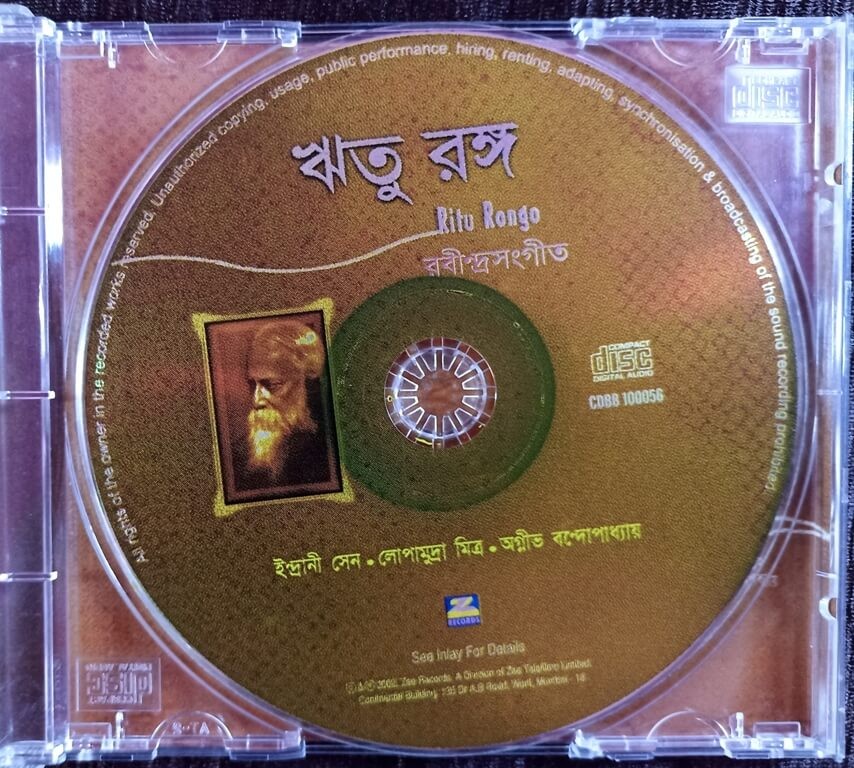 All rights of the owner in the recorded works reserved. Unauthorized copying, usage, public performance, hiring, renting, adapting, synchronisation & broadcasting of the sound recording prohibited
ঋতু রঙ্গ
Ritu Rongo
রবীন্দ্রসংগীত
COMPACT
disc
DIGITAL AUDIO
CDBB 100056
ইন্দ্রানী সেন • লোপামুদ্রা মিত্র • অগ্নীভ বন্দোপাধ্যায়
Z
RECORDS
See Inlay For Details
Zee Records. A Division of Zee Telefilms Limited.
Continental Building, 135 Dr A.B Road, Worli, Mumbai - 18